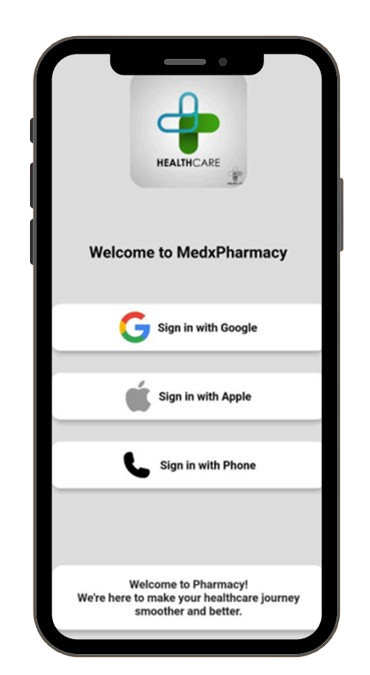 HEALTHCARE
Welcome to MedxPharmacy
Sign in with Google
Sign in with Apple
Sign in with Phone
Welcome to Pharmacy!
We're here to make your healthcare journey
smoother and better.